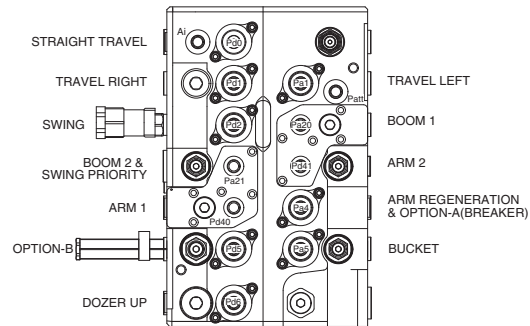 STRAIGHT TRAVEL
Ai
Pd0
TRAVEL RIGHT
Pd1
Pa1
TRAVEL LEFT
Patt
SWING
Pd2
Pa20
BOOM 1
BOOM 2 &
SWING PRIORITY
Pa21
Pd41
ARM 2
ARM 1
Pd40
Pa4
ARM REGENERATION
& OPTION-A(BREAKER)
OPTION-B
Pd5
Pa5
BUCKET
DOZER UP
Pd6